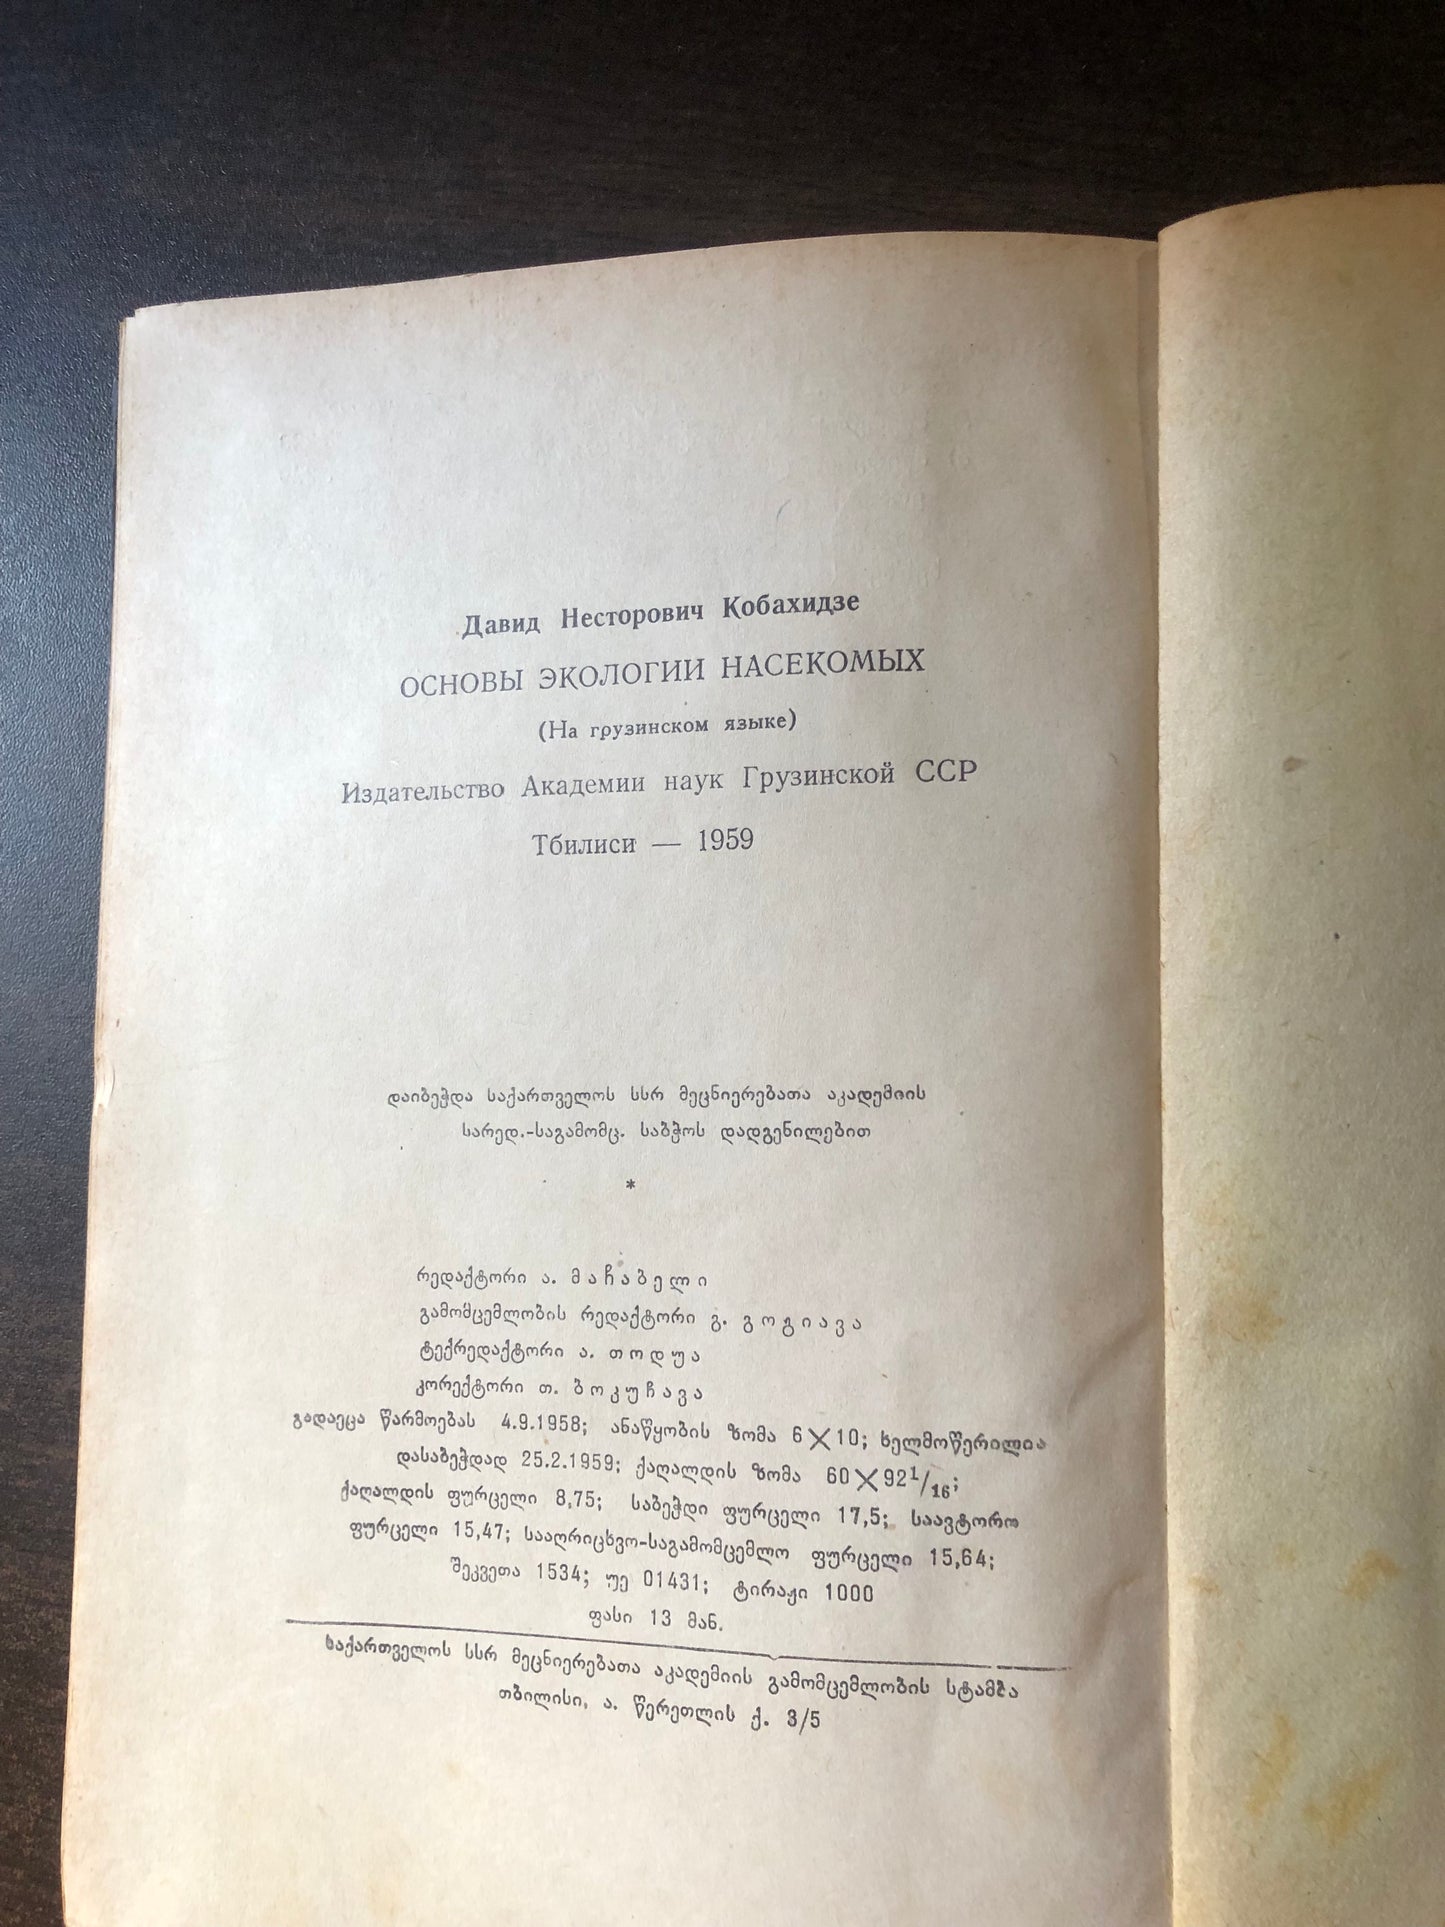 Давид Несторович Кобахидзе
ОСНОВЫ ЭКОЛОГИИ НАСЕКОМЫХ
(На грузинском языке)
Издательство Академии наук Грузинской ССР
Тбилиси — 1959
დაიბეჭდა საქართველოს სსრ მეცნიერებათა აკადემიის
სარედ.-საგამომც. საბჭოს დადგენილებით
*
რედაქტორი ა. მაჩაბელი
გამომცემლობის რედაქტორი გ. გოგიავა
ტექრედაქტორი ა. თოდუა
კორექტორი თ. ბოკუჩავა
გადაეცა წარმოებას 4.9.1958; ანაწყობის ზომა 6×10; ხელმოწერილია
დასაბეჭდად 25.2.1959; ქაღალდის ზომა 60×92 1/16;
ქაღალდის ფურცელი 8,75; საბეჭდი ფურცელი 17,5; საავტორო
ფურცელი 15,47; სააღრიცხვო-საგამომცემლო ფურცელი 15,64;
შეკვეთა 1534; უე 01431; ტირაჟი 1000
ფასი 13 მან.
საქართველოს სსრ მეცნიერებათა აკადემიის გამომცემლობის სტამბა
თბილისი, ა. წერეთლის ქ. 3/5